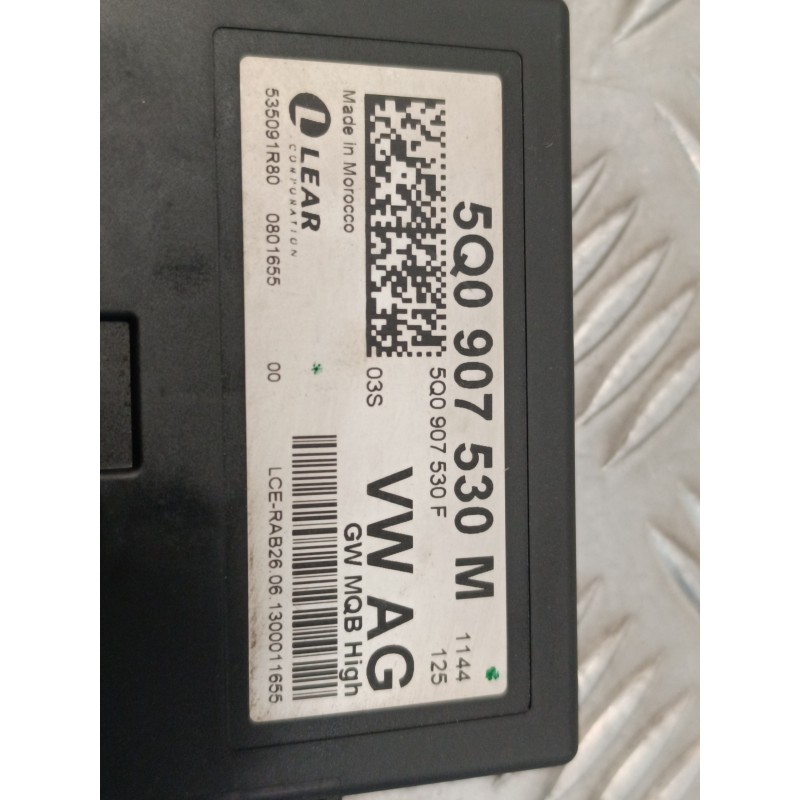 5Q0 907 530 M 1144
5Q0 907 530 F 125
03S VW AG
Made in Morocco GW MQB High
LEAR
CORPORATION
535091R80 0801655 00 LCE-RAB26.06.1300011655